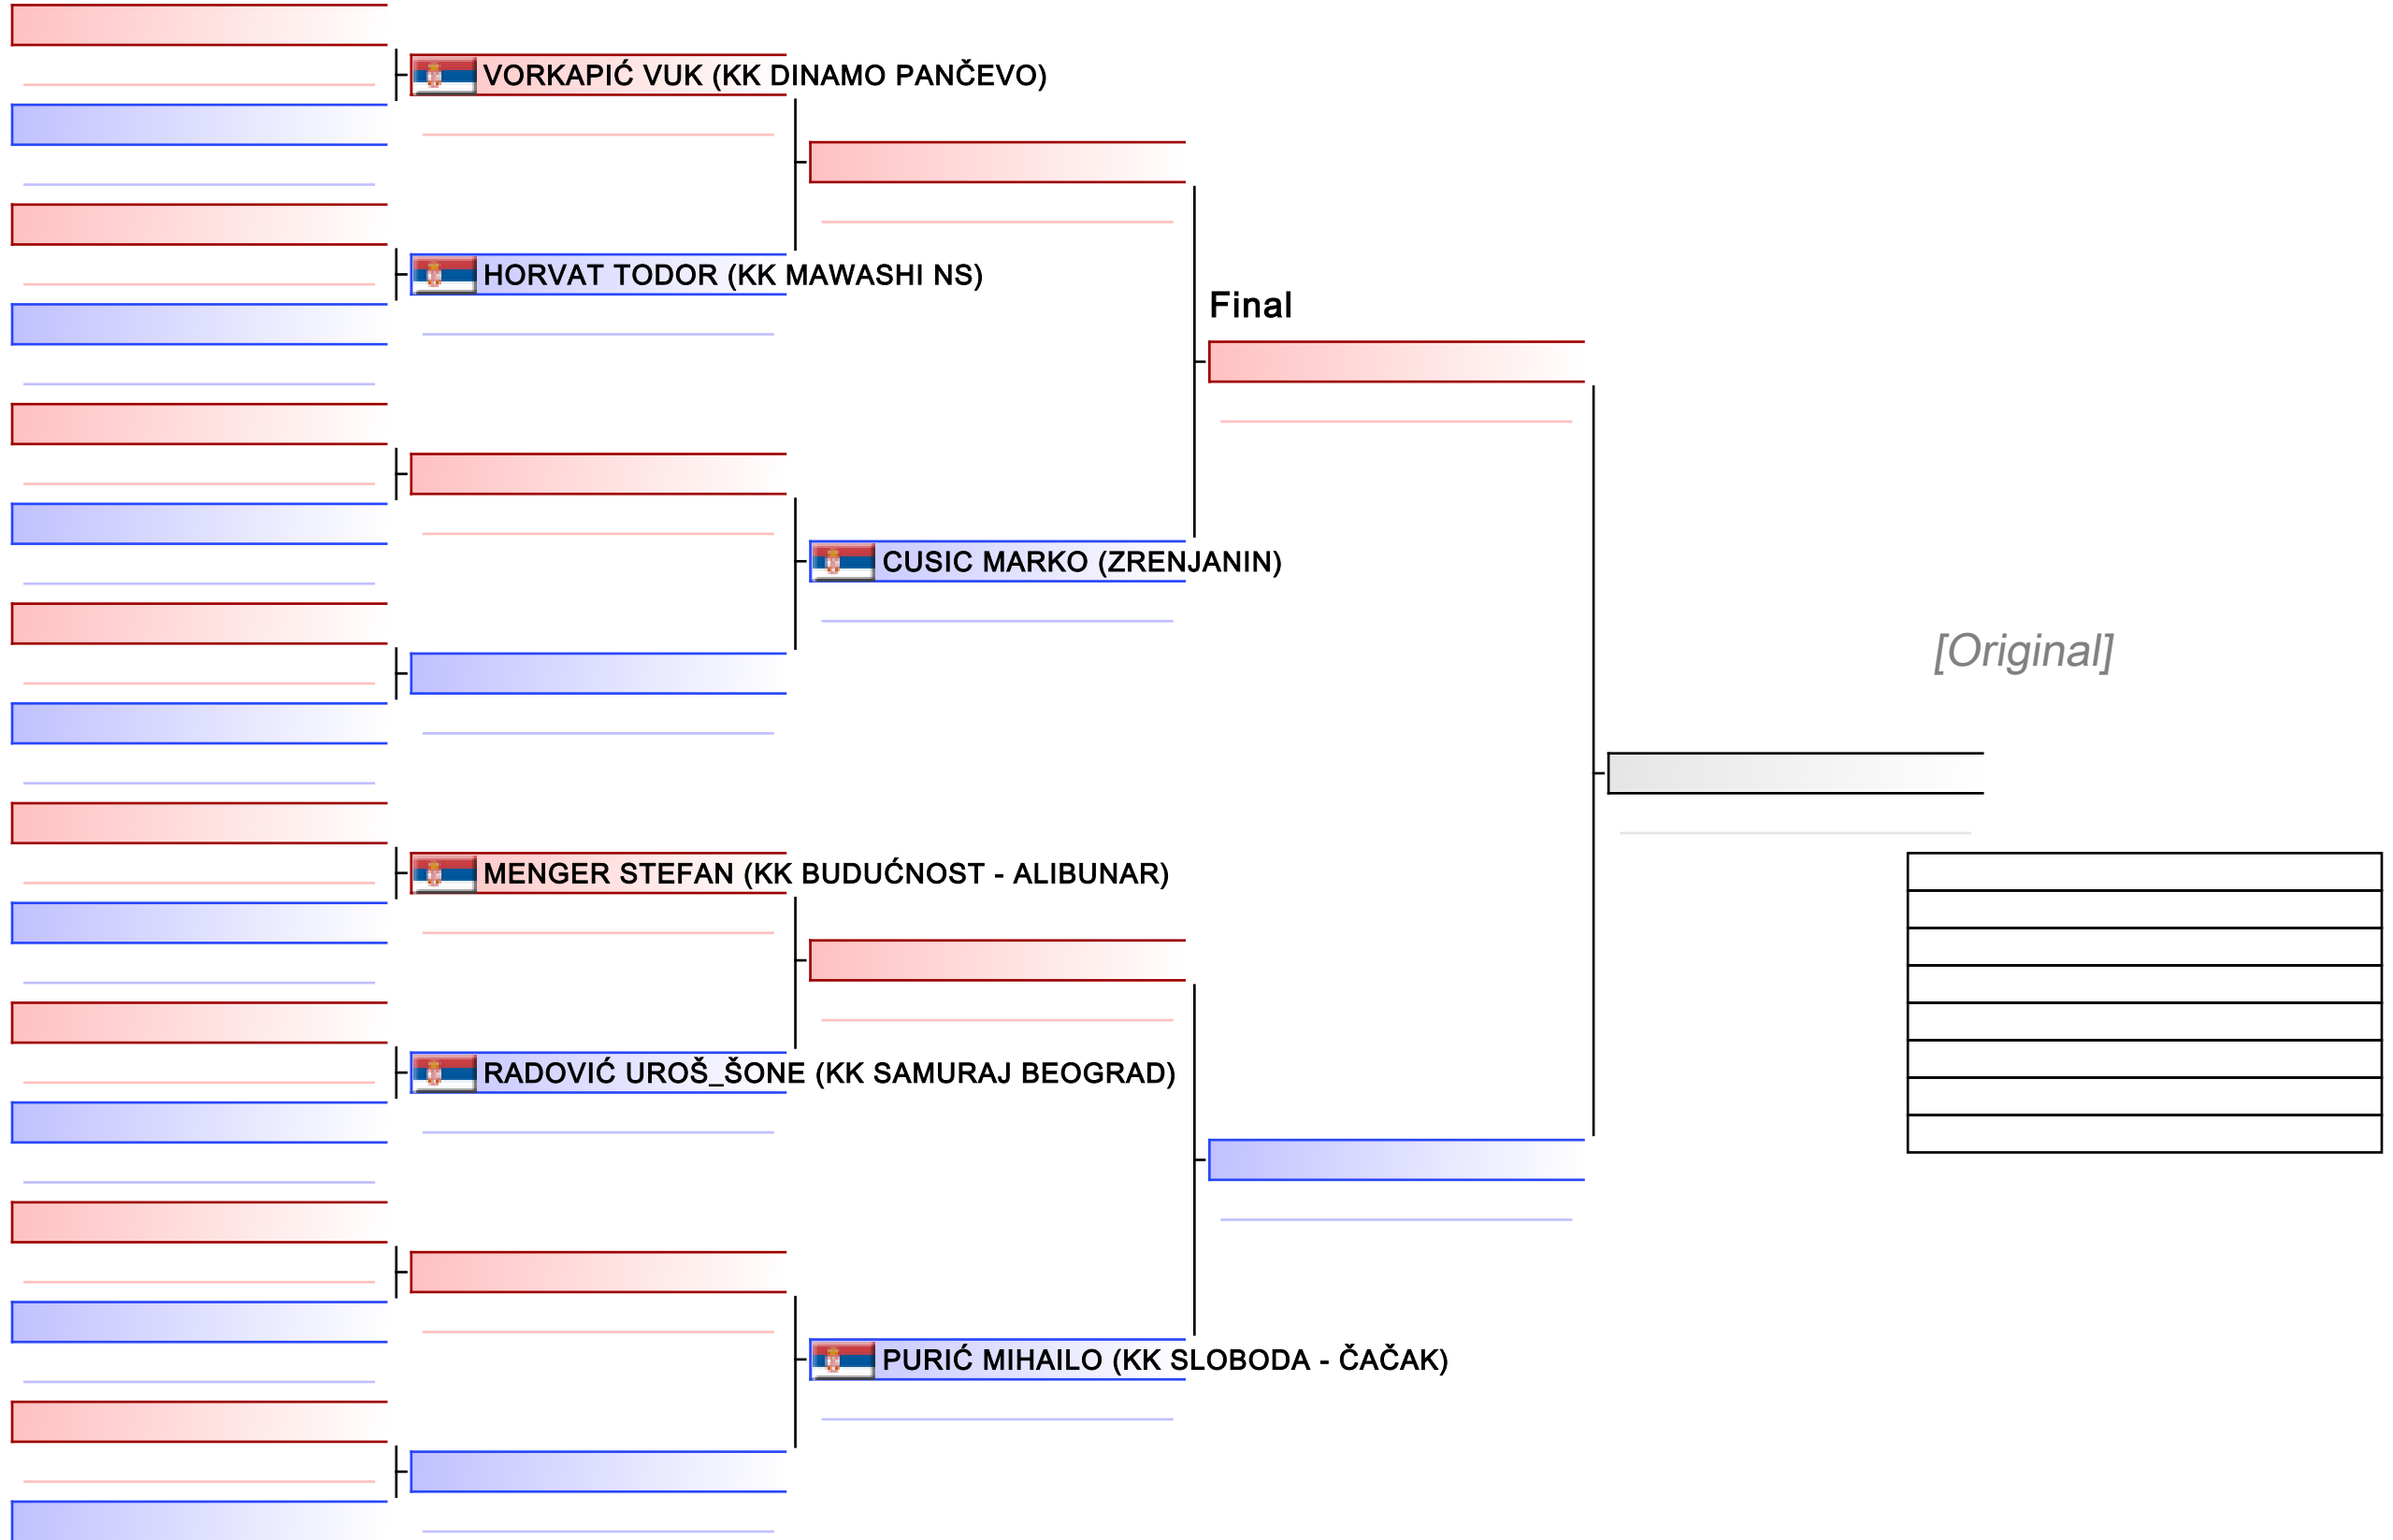 VORKAPIĆ VUK (KK DINAMO PANČEVO)
HORVAT TODOR (KK MAWASHI NS)
Final
CUSIC MARKO (ZRENJANIN)
[Original]
MENGER STEFAN (KK BUDUĆNOST - ALIBUNAR)
RADOVIĆ UROŠ_ŠONE (KK SAMURAJ BEOGRAD)
PURIĆ MIHAILO (KK SLOBODA - ČAČAK)